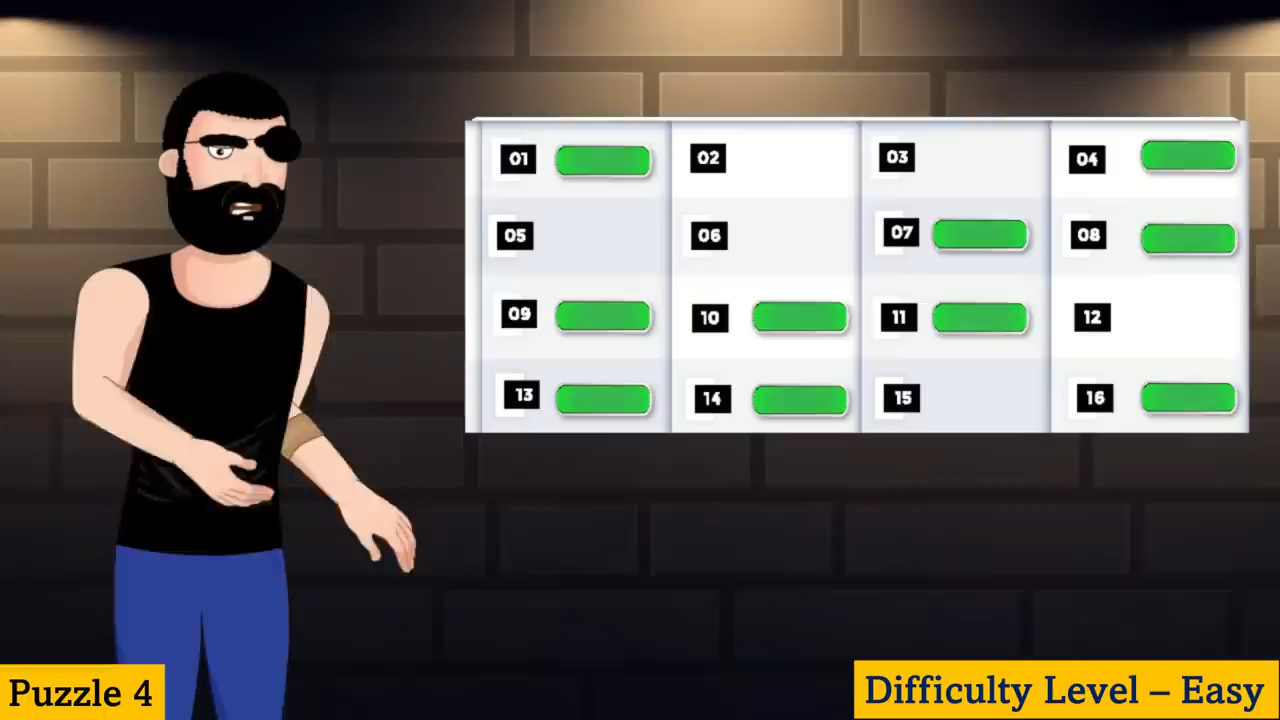 01 02 03 04
05 06 07 08
09 10 11 12
13 14 15 16
Puzzle 4
Difficulty Level – Easy